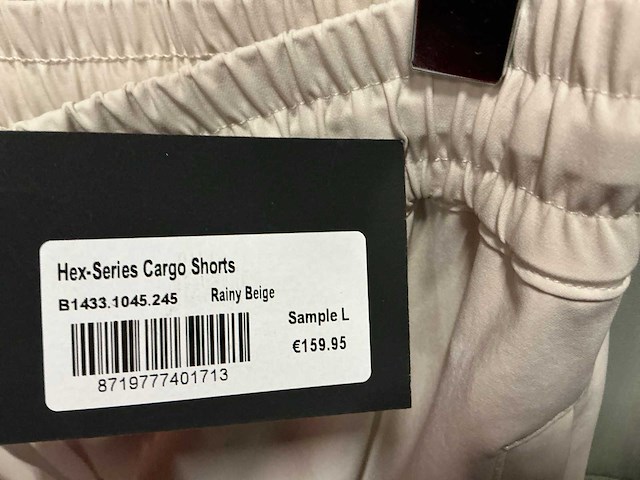 Hex-Series Cargo Shorts
B1433.1045.245 Rainy Beige
Sample L
€159.95
8719777401713